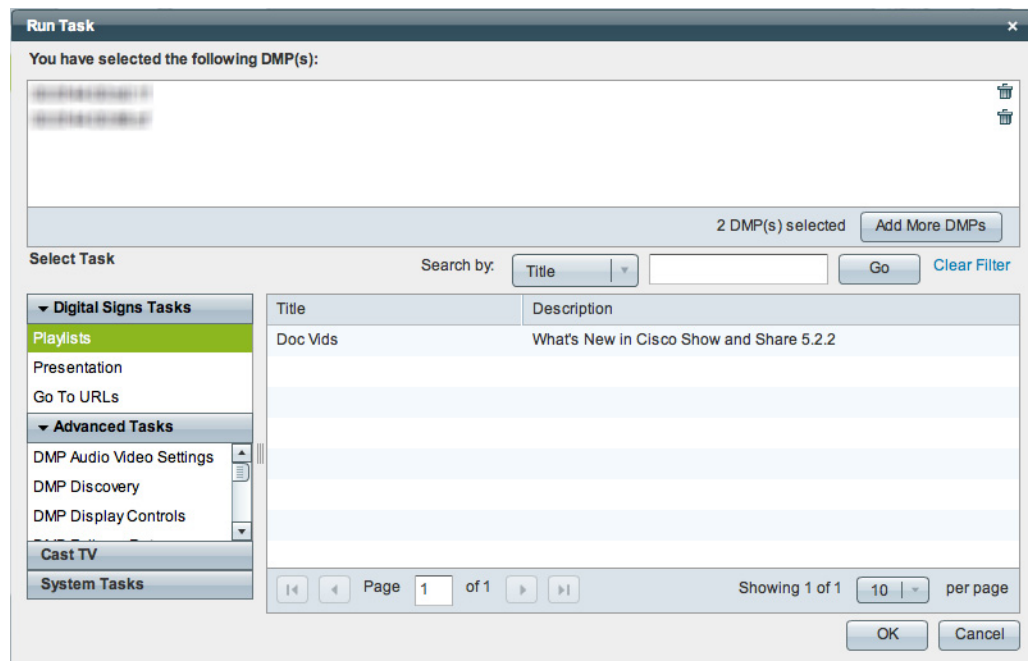 Run Task
You have selected the following DMP(s):
2 DMP(s) selected Add More DMPs
Select Task
Search by: Title Go Clear Filter
Digital Signs Tasks
Playlists
Presentation
Go To URLs
Advanced Tasks
DMP Audio Video Settings
DMP Discovery
DMP Display Controls
Cast TV
System Tasks
Title Description
Doc Vids What's New in Cisco Show and Share 5.2.2
Page 1 of 1 Showing 1 of 1 10 per page
OK Cancel